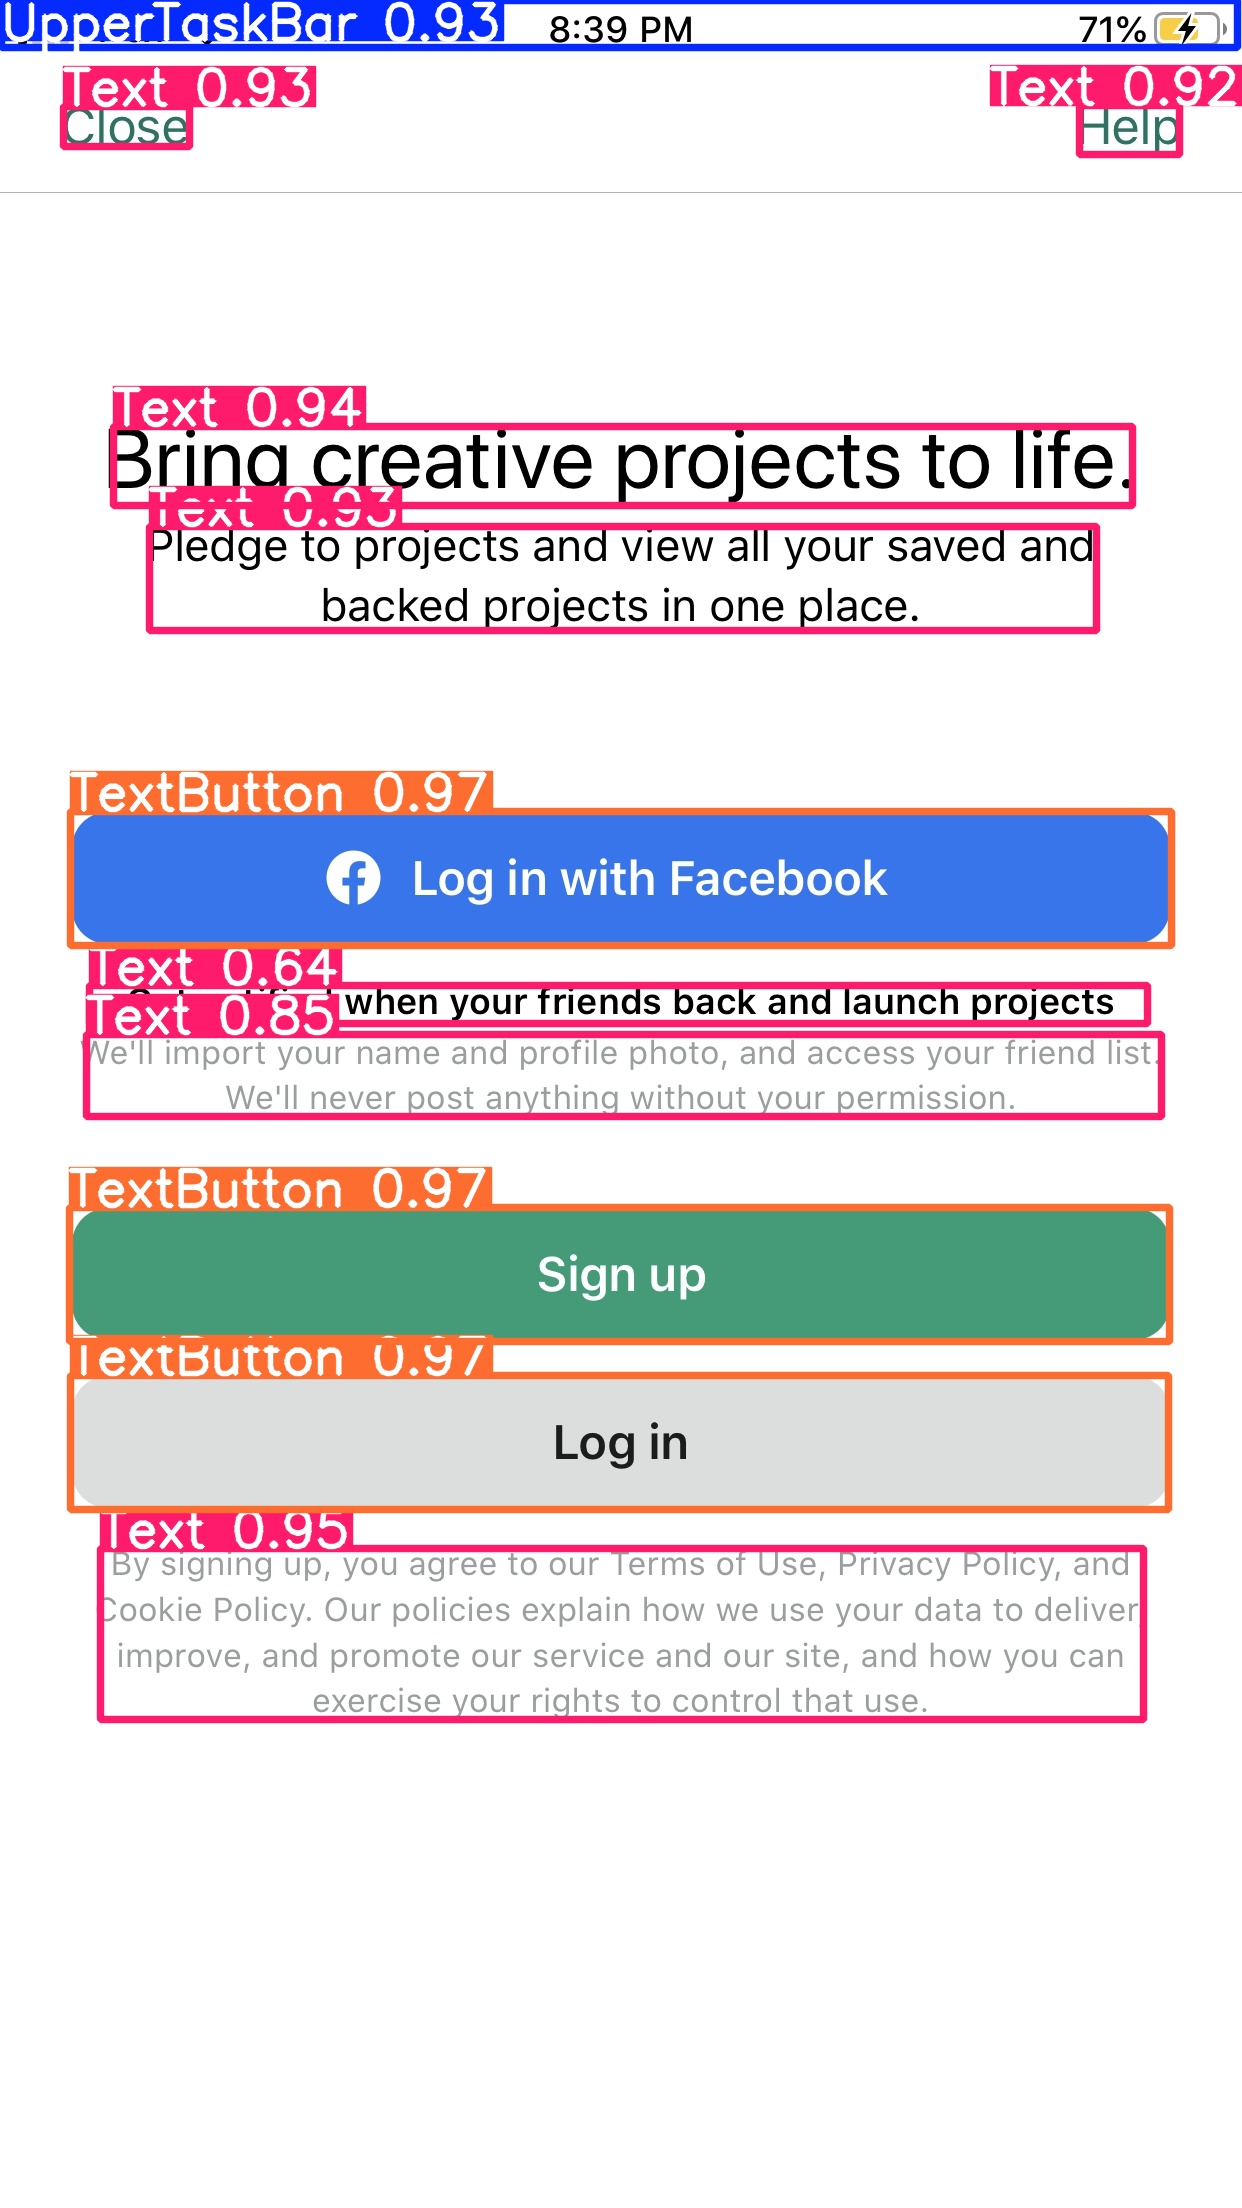 UpperTaskBar 0.93 8:39 PM 71%
Text 0.93 Text 0.92
Close Help
Text 0.94
Bring creative projects to life.
Text 0.93
Pledge to projects and view all your saved and
backed projects in one place.
TextButton 0.97
Log in with Facebook
Text 0.64
when your friends back and launch projects
Text 0.85
We'll import your name and profile photo, and access your friend list.
We'll never post anything without your permission.
TextButton 0.97
Sign up
TextButton 0.97
Log in
Text 0.95
By signing up, you agree to our Terms of Use, Privacy Policy, and
Cookie Policy. Our policies explain how we use your data to deliver,
improve, and promote our service and our site, and how you can
exercise your rights to control that use.